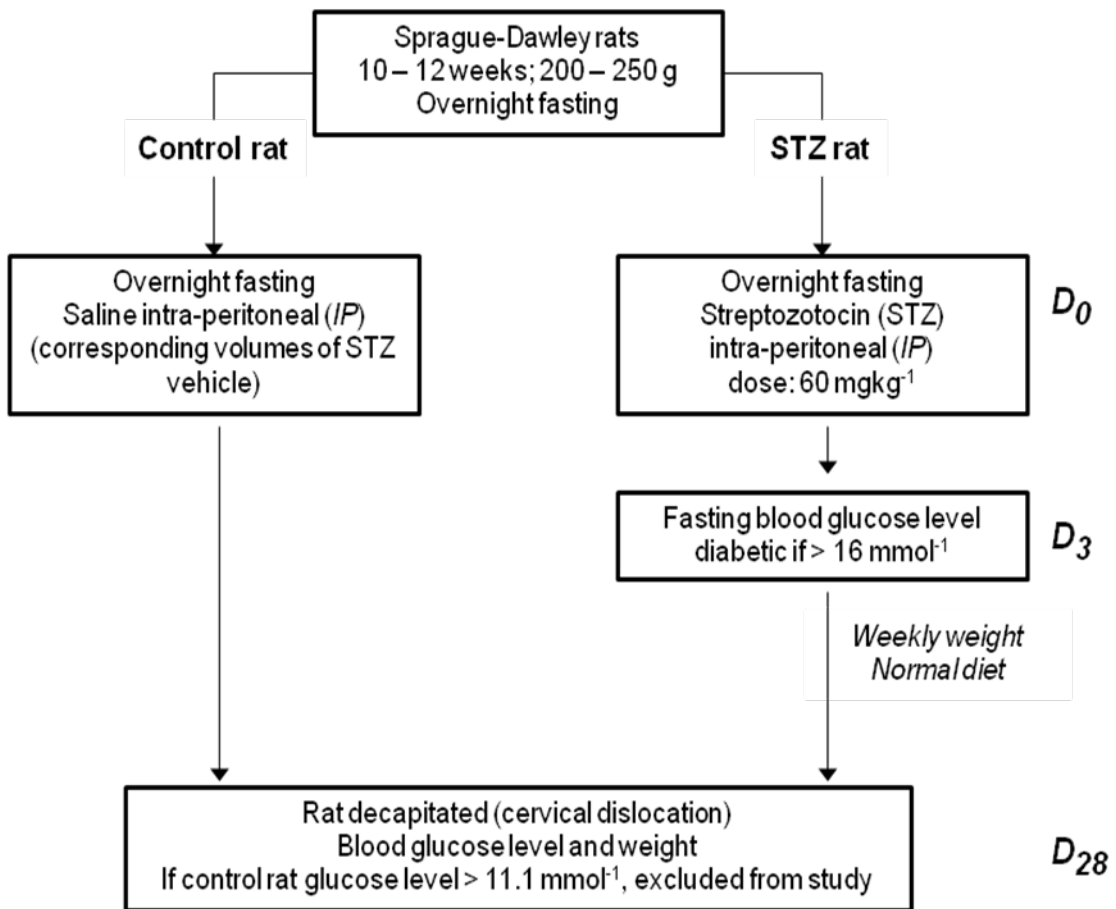 Sprague-Dawley rats
10 – 12 weeks; 200 – 250 g
Overnight fasting
Control rat
STZ rat
Overnight fasting
Saline intra-peritoneal (IP)
(corresponding volumes of STZ
vehicle)
Overnight fasting
Streptozotocin (STZ)
intra-peritoneal (IP)
dose: 60 mgkg⁻¹
D₀
Fasting blood glucose level
diabetic if > 16 mmol⁻¹
D₃
Weekly weight
Normal diet
Rat decapitated (cervical dislocation)
Blood glucose level and weight
If control rat glucose level > 11.1 mmol⁻¹, excluded from study
D₂₈